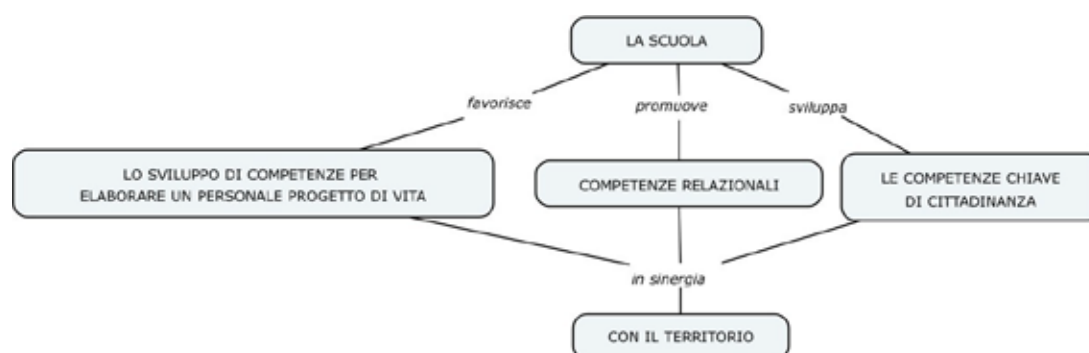 LA SCUOLA
favorisce
promuove
sviluppa
LO SVILUPPO DI COMPETENZE PER
ELABORARE UN PERSONALE PROGETTO DI VITA
COMPETENZE RELAZIONALI
LE COMPETENZE CHIAVE
DI CITTADINANZA
in sinergia
CON IL TERRITORIO